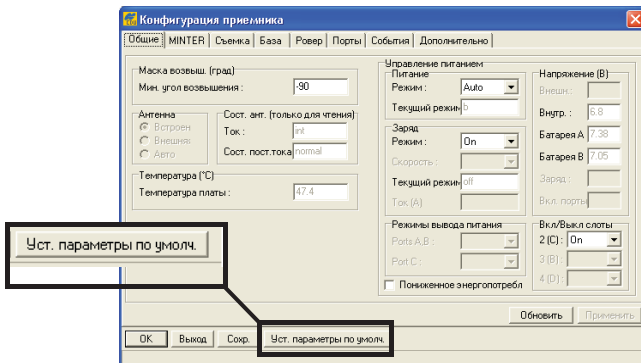 Конфигурация приемника
Общие MINTER Съемка База Ровер Порты События Дополнительно
Маска возвыш. (град)
Мин. угол возвышения : -90
Антенна
Встроен
Внешняя
Авто
Сост. ант. (только для чтения)
Ток : int
Сост. пост.тока normal
Температура (°C)
Температура платы : 47.4
Управление питанием
Питание
Режим : Auto
Текущий режим b
Заряд
Режим : On
Скорость :
Текущий режим off
Ток (А)
Режимы вывода питания
Ports A,B :
Port C :
Пониженное энергопотребл
Напряжение (В)
Внешн :
Внутр. : 6.8
Батарея А 7.38
Батарея В 7.05
Заряд :
Вкл. порты
Вкл/Выкл слоты
2 (C) : On
3 (B) :
4 (D) :
Обновить Применить
OK Выход Сохр. Уст. параметры по умолч.
Уст. параметры по умолч.